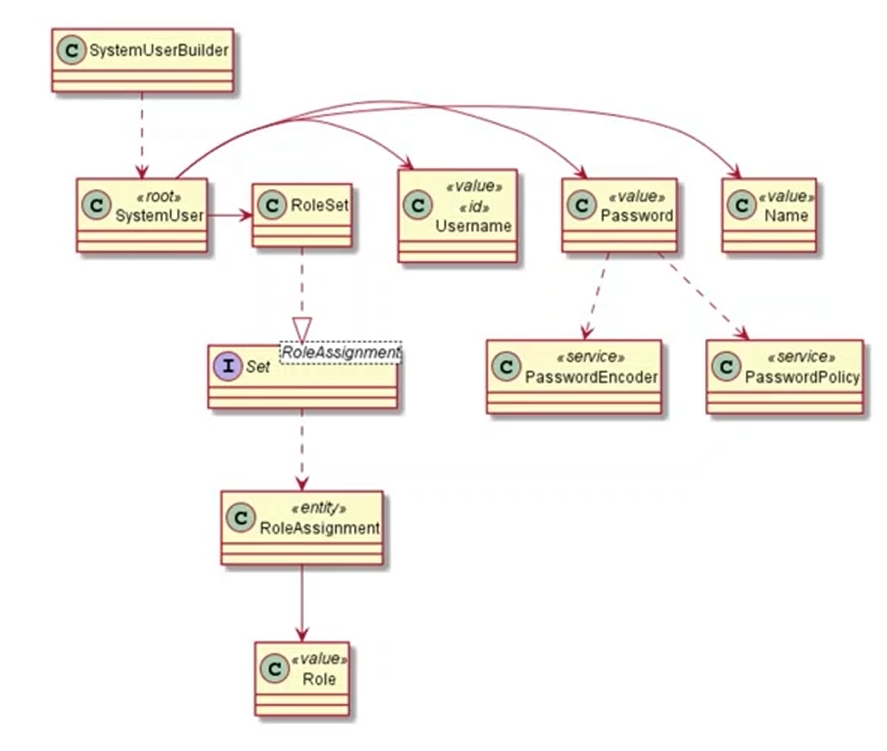 C SystemUserBuilder
«root»
C SystemUser
C RoleSet
«value»
«id»
C Username
«value»
C Password
«value»
C Name
RoleAssignment
I Set
«service»
C PasswordEncoder
«service»
C PasswordPolicy
«entity»
C RoleAssignment
«value»
C Role